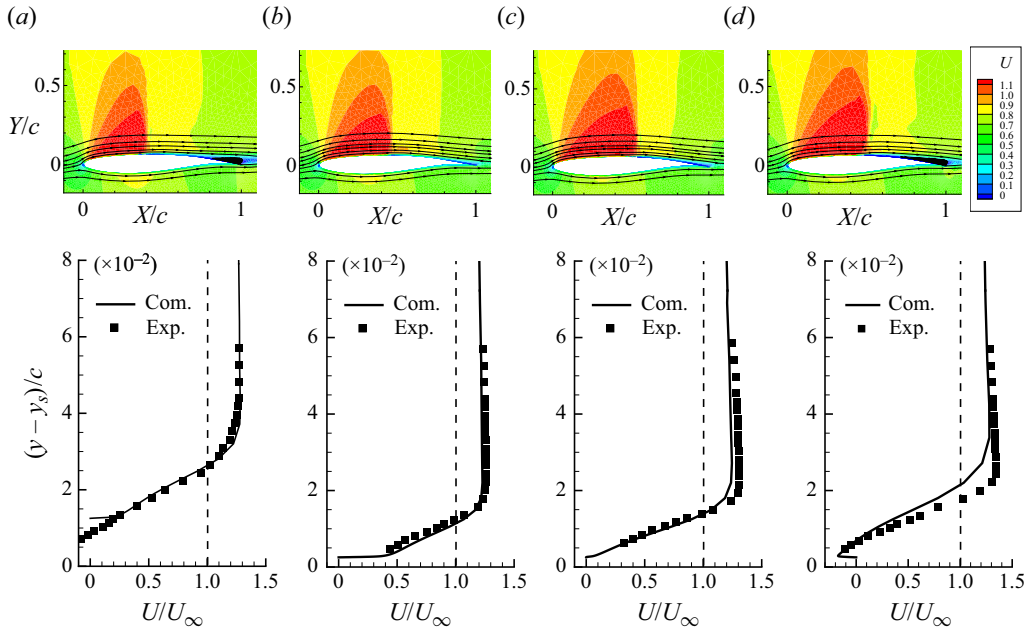 (a) (b) (c) (d)
0.5 0.5 0.5 0.5
Y/c
0 0 0 0
0 1 0 1 0 1 0 1
X/c X/c X/c X/c
U
1.1
1.0
0.9
0.8
0.7
0.6
0.5
0.4
0.3
0.2
0.1
0
8 8 8 8
(×10–2) (×10–2) (×10–2) (×10–2)
Com. Com. Com. Com.
Exp. Exp. Exp. Exp.
6 6 6 6
(y – ys)/c
4 4 4 4
2 2 2 2
0 0 0 0
0 0.5 1.0 1.5 0 0.5 1.0 1.5 0 0.5 1.0 1.5 0 0.5 1.0 1.5
U/U∞ U/U∞ U/U∞ U/U∞